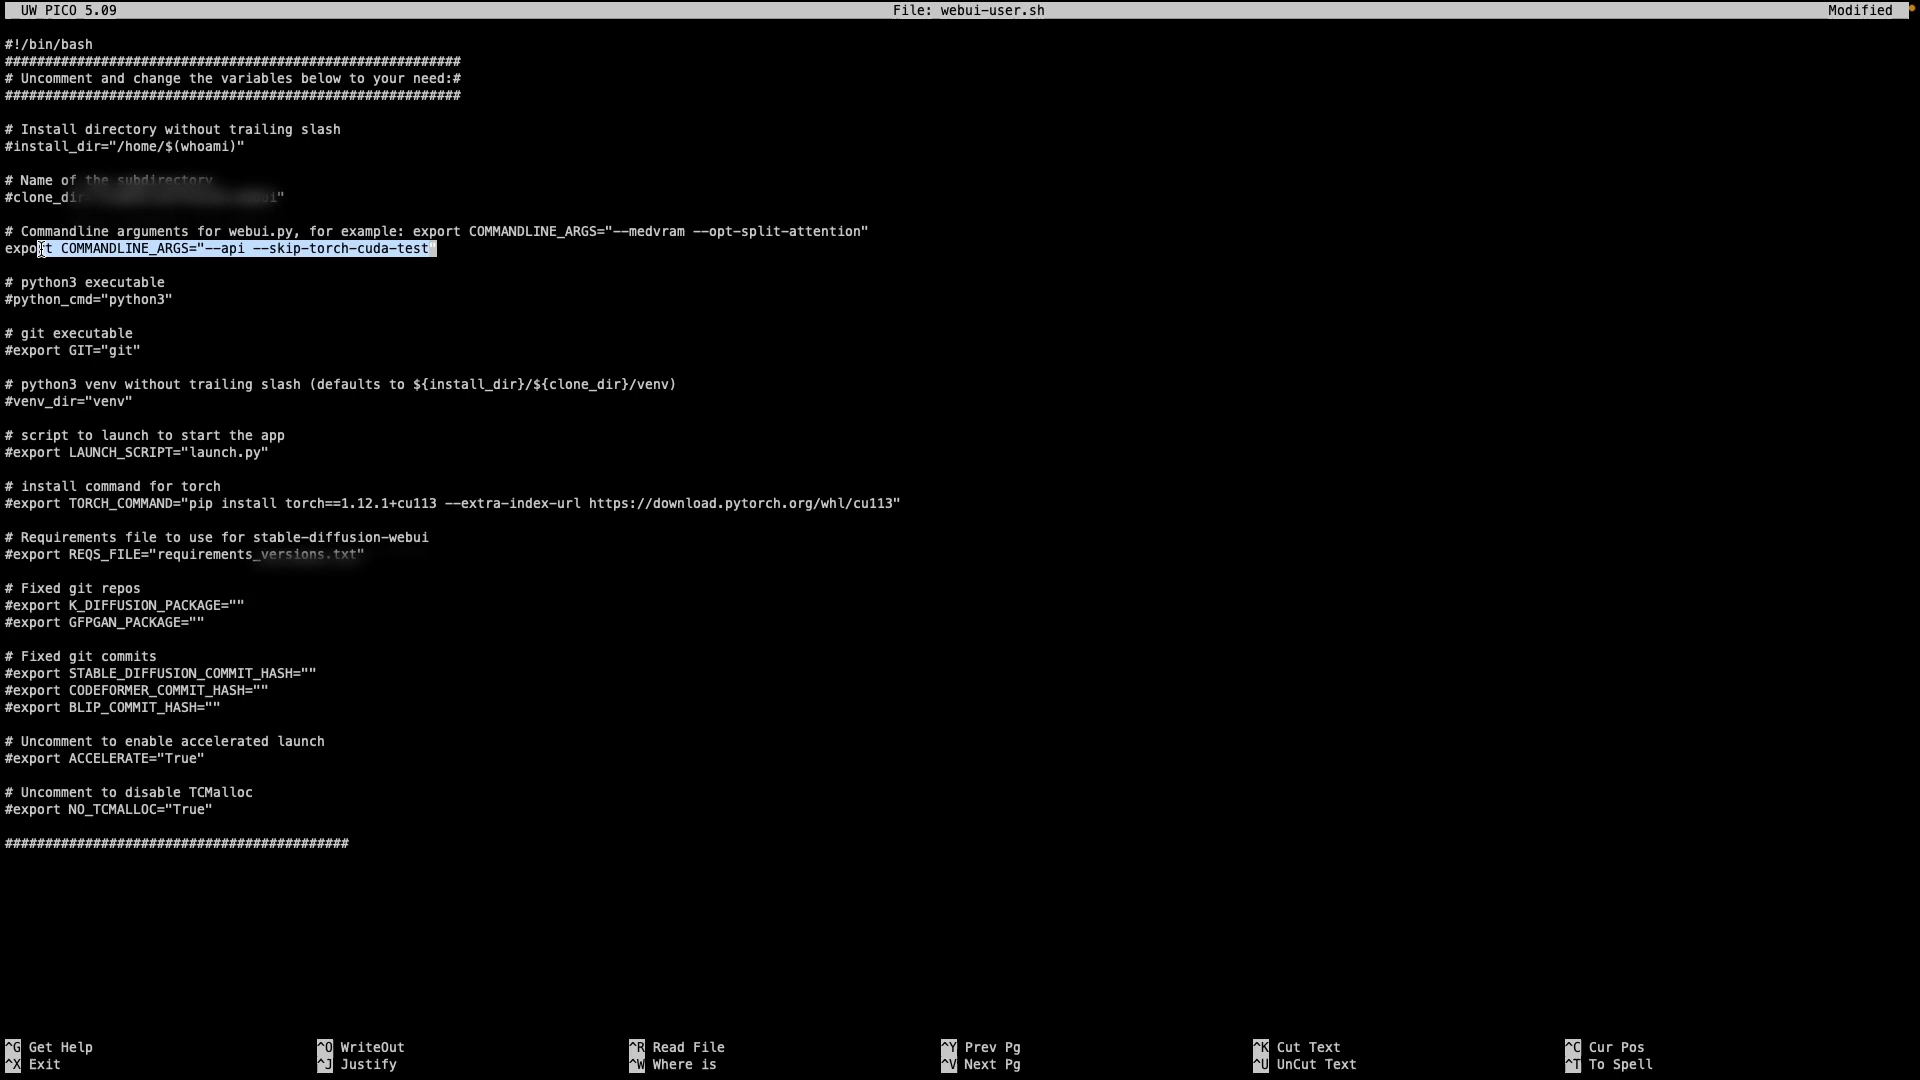 UW PICO 5.09 File: webui-user.sh Modified
#!/bin/bash
#########################################################
# Uncomment and change the variables below to your need:#
#########################################################
# Install directory without trailing slash
#install_dir="/home/$(whoami)"
# Name of the subdirectory
#clone_dir
# Commandline arguments for webui.py, for example: export COMMANDLINE_ARGS="--medvram --opt-split-attention"
export COMMANDLINE_ARGS="--api --skip-torch-cuda-test"
# python3 executable
#python_cmd="python3"
# git executable
#export GIT="git"
# python3 venv without trailing slash (defaults to ${install_dir}/${clone_dir}/venv)
#venv_dir="venv"
# script to launch to start the app
#export LAUNCH_SCRIPT="launch.py"
# install command for torch
#export TORCH_COMMAND="pip install torch==1.12.1+cu113 --extra-index-url https://download.pytorch.org/whl/cu113"
# Requirements file to use for stable-diffusion-webui
#export REQS_FILE="requirements_versions.txt"
# Fixed git repos
#export K_DIFFUSION_PACKAGE=""
#export GFPGAN_PACKAGE=""
# Fixed git commits
#export STABLE_DIFFUSION_COMMIT_HASH=""
#export CODEFORMER_COMMIT_HASH=""
#export BLIP_COMMIT_HASH=""
# Uncomment to enable accelerated launch
#export ACCELERATE="True"
# Uncomment to disable TCMalloc
#export NO_TCMALLOC="True"
###########################################
^G Get Help ^O WriteOut ^R Read File ^Y Prev Pg ^K Cut Text ^C Cur Pos
^X Exit ^J Justify ^W Where is ^V Next Pg ^U UnCut Text ^T To Spell